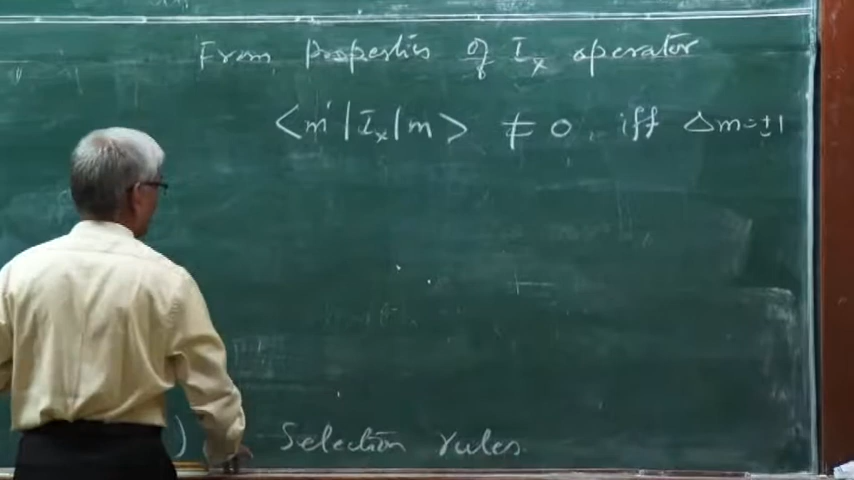 From properties of Ix operator
<m'|Ix|m> ≠ 0, iff Δm=±1
) Selection rules